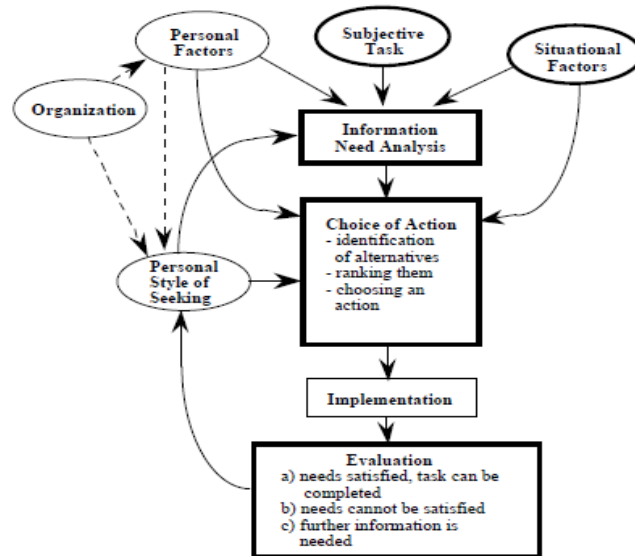 Personal
Factors
Subjective
Task
Situational
Factors
Organization
Information
Need Analysis
Choice of Action
- identification
of alternatives
- ranking them
- choosing an
action
Personal
Style of
Seeking
Implementation
Evaluation
a) needs satisfied, task can be
completed
b) needs cannot be satisfied
c) further information is
needed